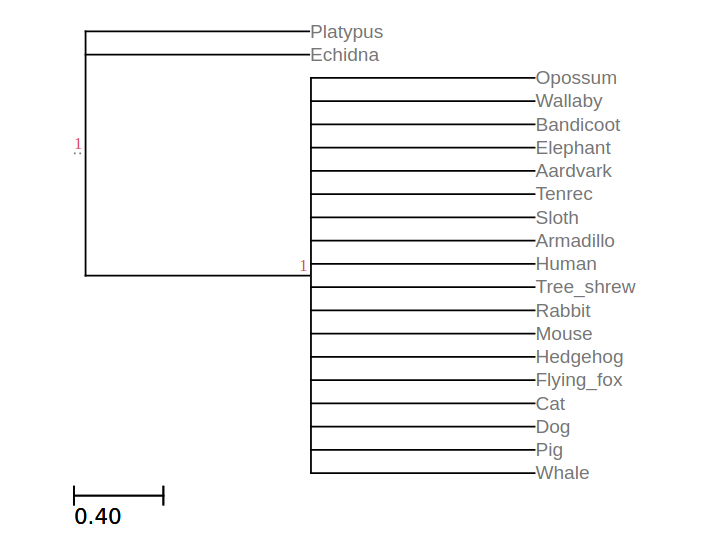 Platypus
Echidna
Opossum
Wallaby
Bandicoot
1
Elephant
Aardvark
Tenrec
Sloth
Armadillo
1
Human
Tree_shrew
Rabbit
Mouse
Hedgehog
Flying_fox
Cat
Dog
Pig
Whale
0.40